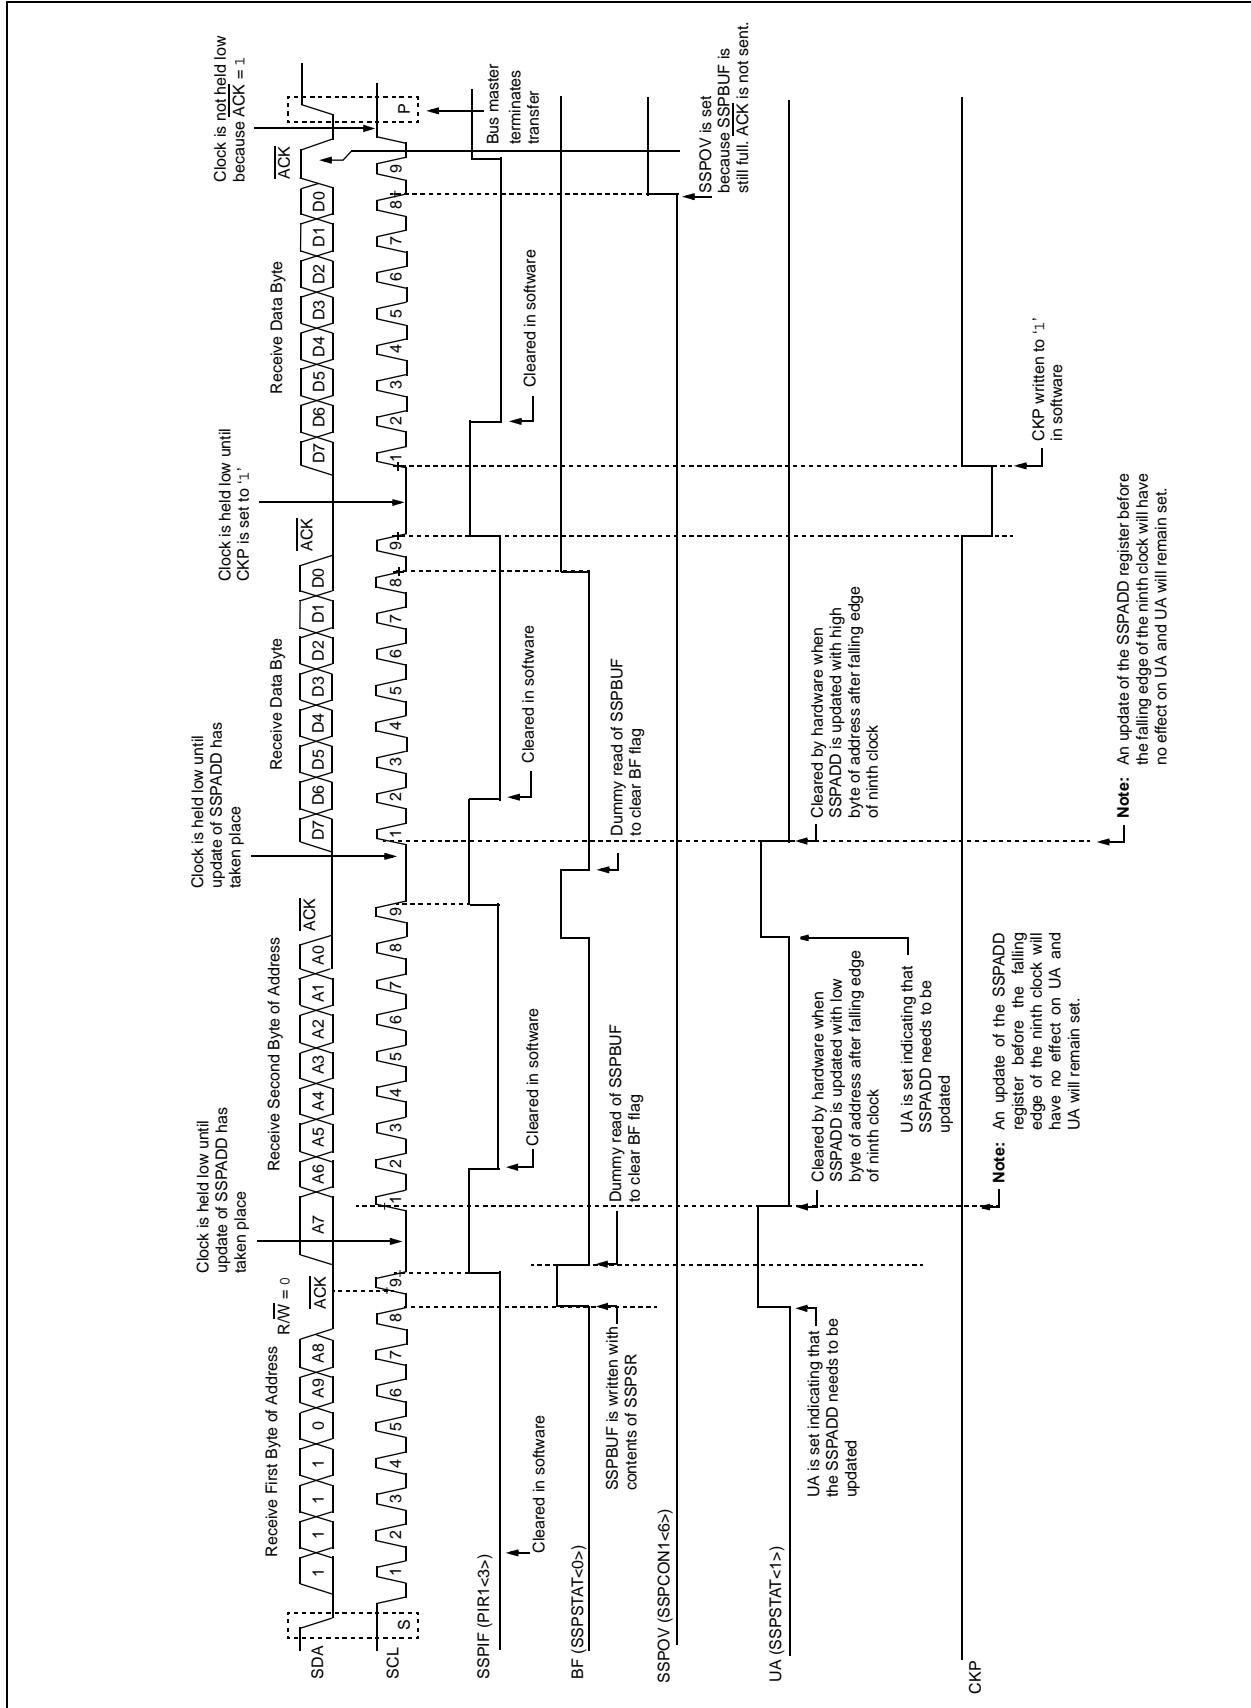 Receive First Byte of Address
R/W = 0
Receive Second Byte of Address
Receive Data Byte
Receive Data Byte
Clock is held low until
update of SSPADD has
taken place
Clock is held low until
update of SSPADD has
taken place
Clock is held low until
CKP is set to ‘1’
Clock is not held low
because ACK = 1
SDA
1 1 1 1 0 A9 A8
ACK
A7 A6 A5 A4 A3 A2 A1 A0
ACK
D7 D6 D5 D4 D3 D2 D1 D0
ACK
D7 D6 D5 D4 D3 D2 D1 D0
ACK
SCL
S
1 2 3 4 5 6 7 8 9
1 2 3 4 5 6 7 8 9
1 2 3 4 5 6 7 8 9
1 2 3 4 5 6 7 8 9
P
Bus master
terminates
transfer
SSPIF (PIR1<3>)
Cleared in software
Cleared in software
Cleared in software
Cleared in software
BF (SSPSTAT<0>)
SSPBUF is written with
contents of SSPSR
Dummy read of SSPBUF
to clear BF flag
Dummy read of SSPBUF
to clear BF flag
SSPOV (SSPCON1<6>)
SSPOV is set
because SSPBUF is
still full. ACK is not sent.
UA (SSPSTAT<1>)
UA is set indicating that
the SSPADD needs to be
updated
Cleared by hardware when
SSPADD is updated with low
byte of address after falling edge
of ninth clock
UA is set indicating that
SSPADD needs to be
updated
Cleared by hardware when
SSPADD is updated with high
byte of address after falling edge
of ninth clock
CKP
CKP written to ‘1’
in software
Note: An update of the SSPADD
register before the falling
edge of the ninth clock will
have no effect on UA and
UA will remain set.
Note: An update of the SSPADD register before
the falling edge of the ninth clock will have
no effect on UA and UA will remain set.